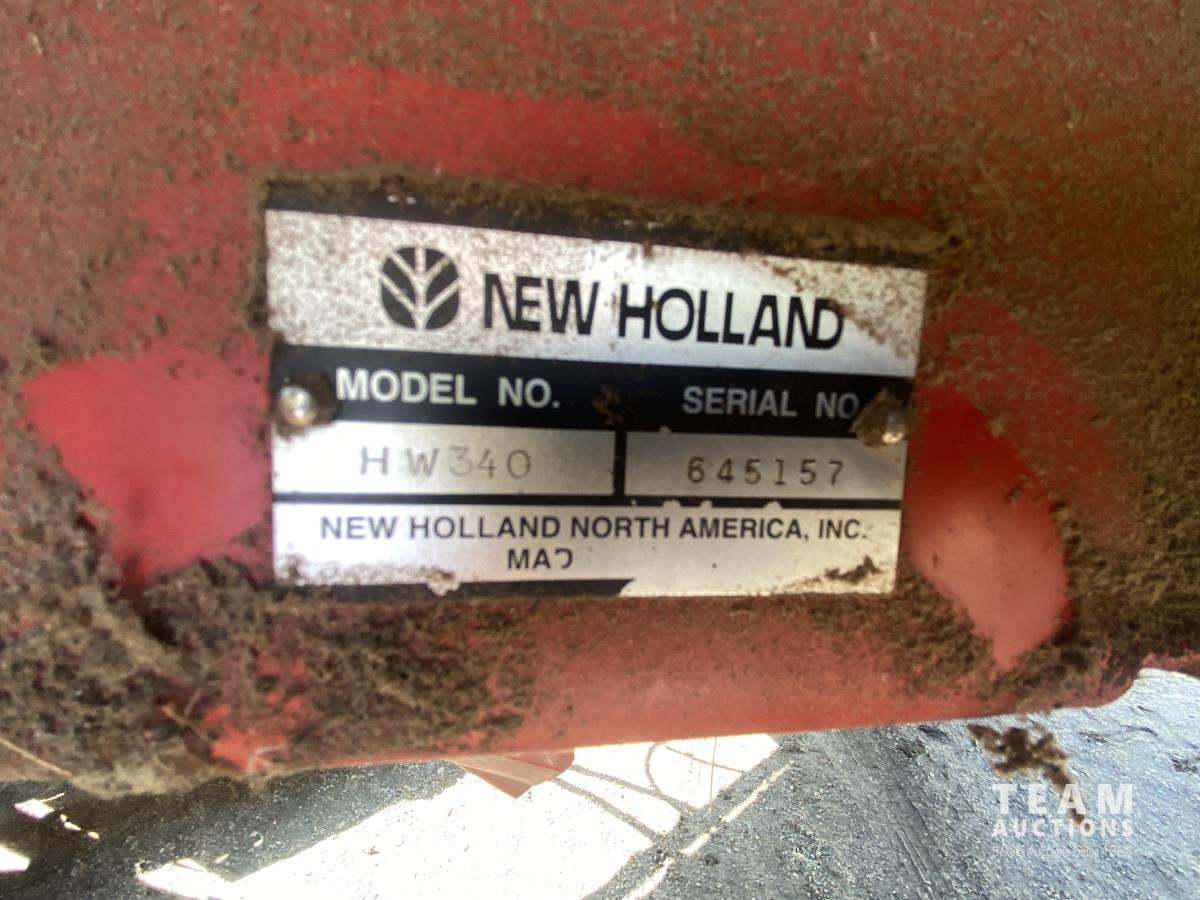 NEW HOLLAND
MODEL NO. SERIAL NO
HW340 645157
NEW HOLLAND NORTH AMERICA, INC.
TEAM
AUCTIONS